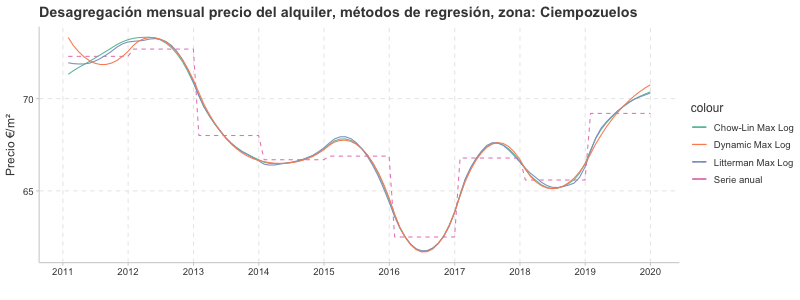 Desagregación mensual precio del alquiler, métodos de regresión, zona: Ciempozuelos
Precio €/m²
70
65
2011 2012 2013 2014 2015 2016 2017 2018 2019 2020
colour
Chow-Lin Max Log
Dynamic Max Log
Litterman Max Log
Serie anual